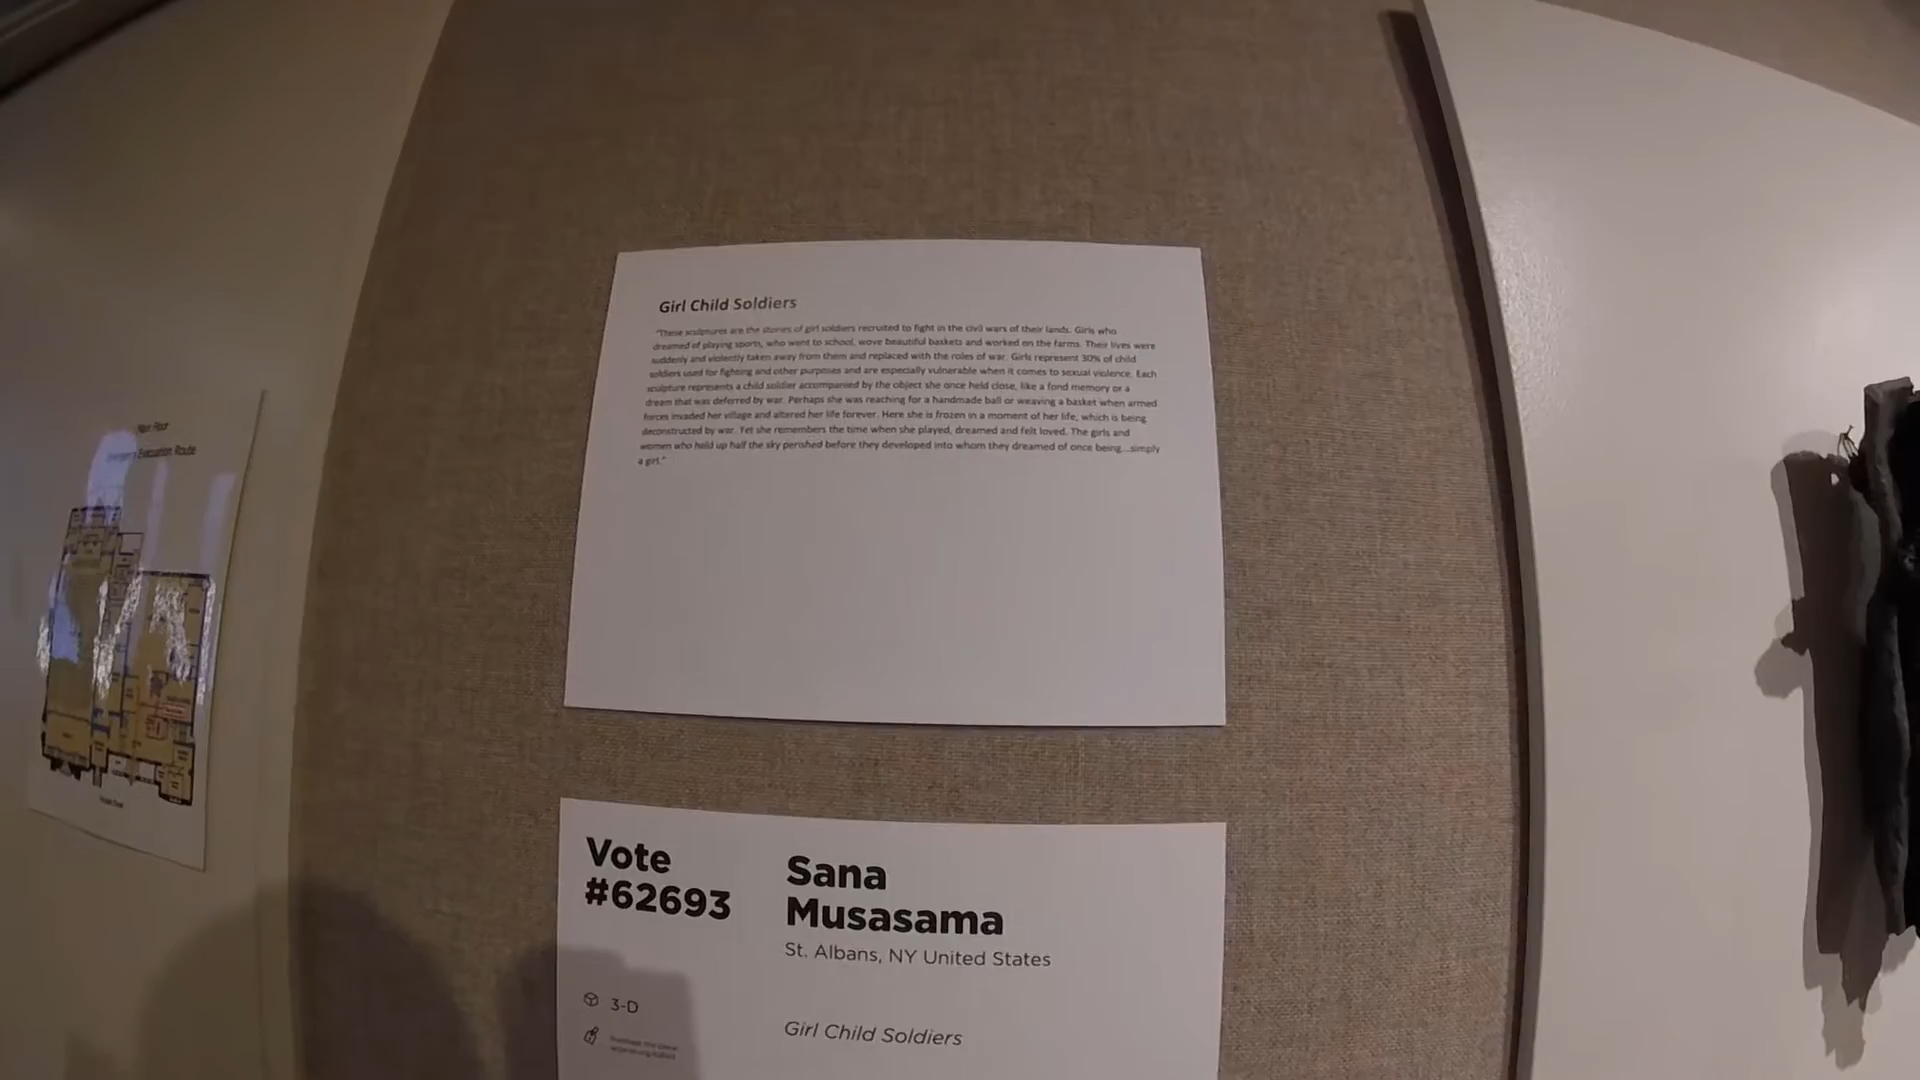 Girl Child Soldiers
"These sculptures are the stories of girl soldiers recruited to fight in the civil wars of their lands. Girls who
dreamed of playing sports, who went to school, wove beautiful baskets and worked on the farms. Their lives were
suddenly and violently taken away from them and replaced with the roles of war. Girls represent 30% of child
soldiers used for fighting and other purposes and are especially vulnerable when it comes to sexual violence. Each
sculpture represents a child soldier accompanied by the object she once held close, like a fond memory or a
dream that was deferred by war. Perhaps she was reaching for a handmade ball or weaving a basket when armed
forces invaded her village and altered her life forever. Here she is frozen in a moment of her life, which is being
deconstructed by war. Yet she remembers the time when she played, dreamed and felt loved. The girls and
women who held up half the sky perished before they developed into whom they dreamed of once being...simply
a girl."
Main Floor
Evacuation Route
Vote
#62693
Sana
Musasama
St. Albans, NY United States
3-D
Girl Child Soldiers